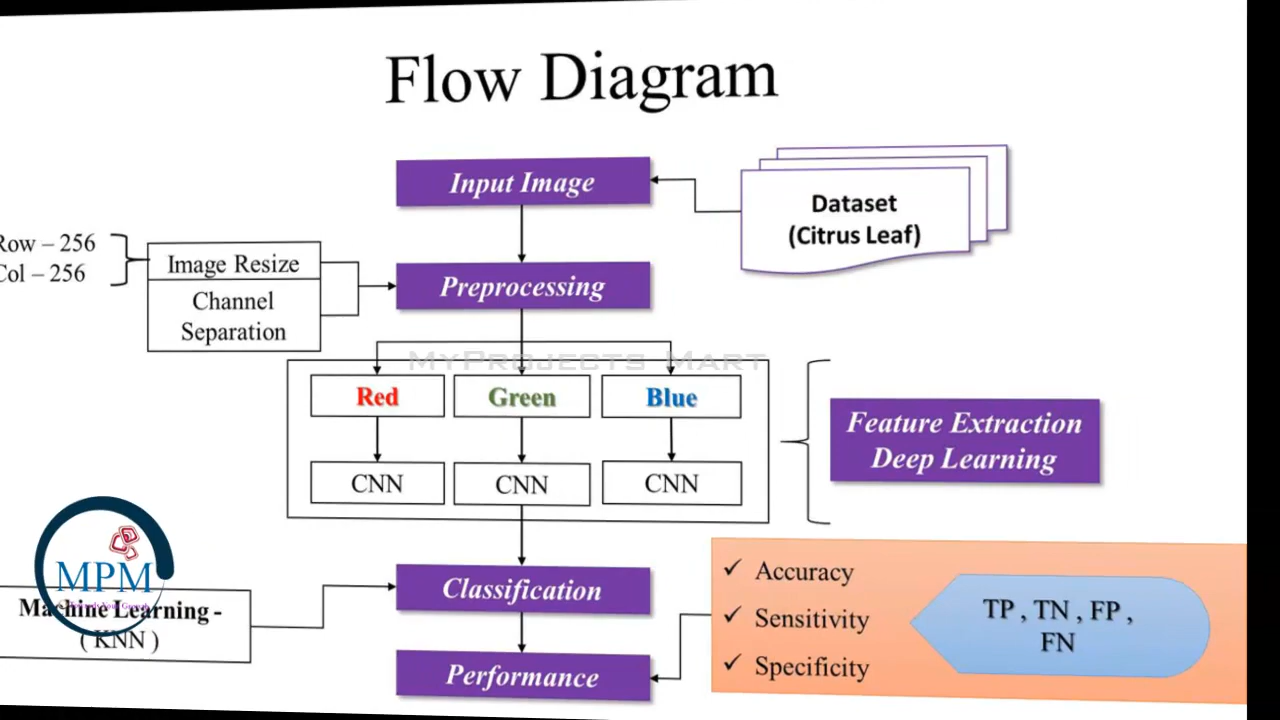 Flow Diagram
Input Image
Dataset
(Citrus Leaf)
Row – 256
Col – 256
Image Resize
Channel
Separation
Preprocessing
MyProjects Mart
Red
Green
Blue
CNN
CNN
CNN
Feature Extraction
Deep Learning
MPM
Machine Learning -
( KNN )
Classification
Performance
✓ Accuracy
✓ Sensitivity
✓ Specificity
TP , TN , FP ,
FN